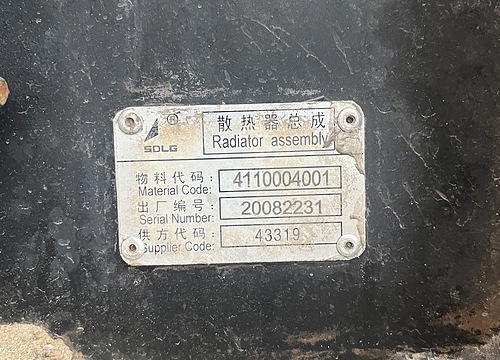 SDLG ®
散热器总成
Radiator assembly
物料代码: 4110004001
Material Code:
出厂编号: 20082231
Serial Number:
供方代码: 43319
Supplier Code: